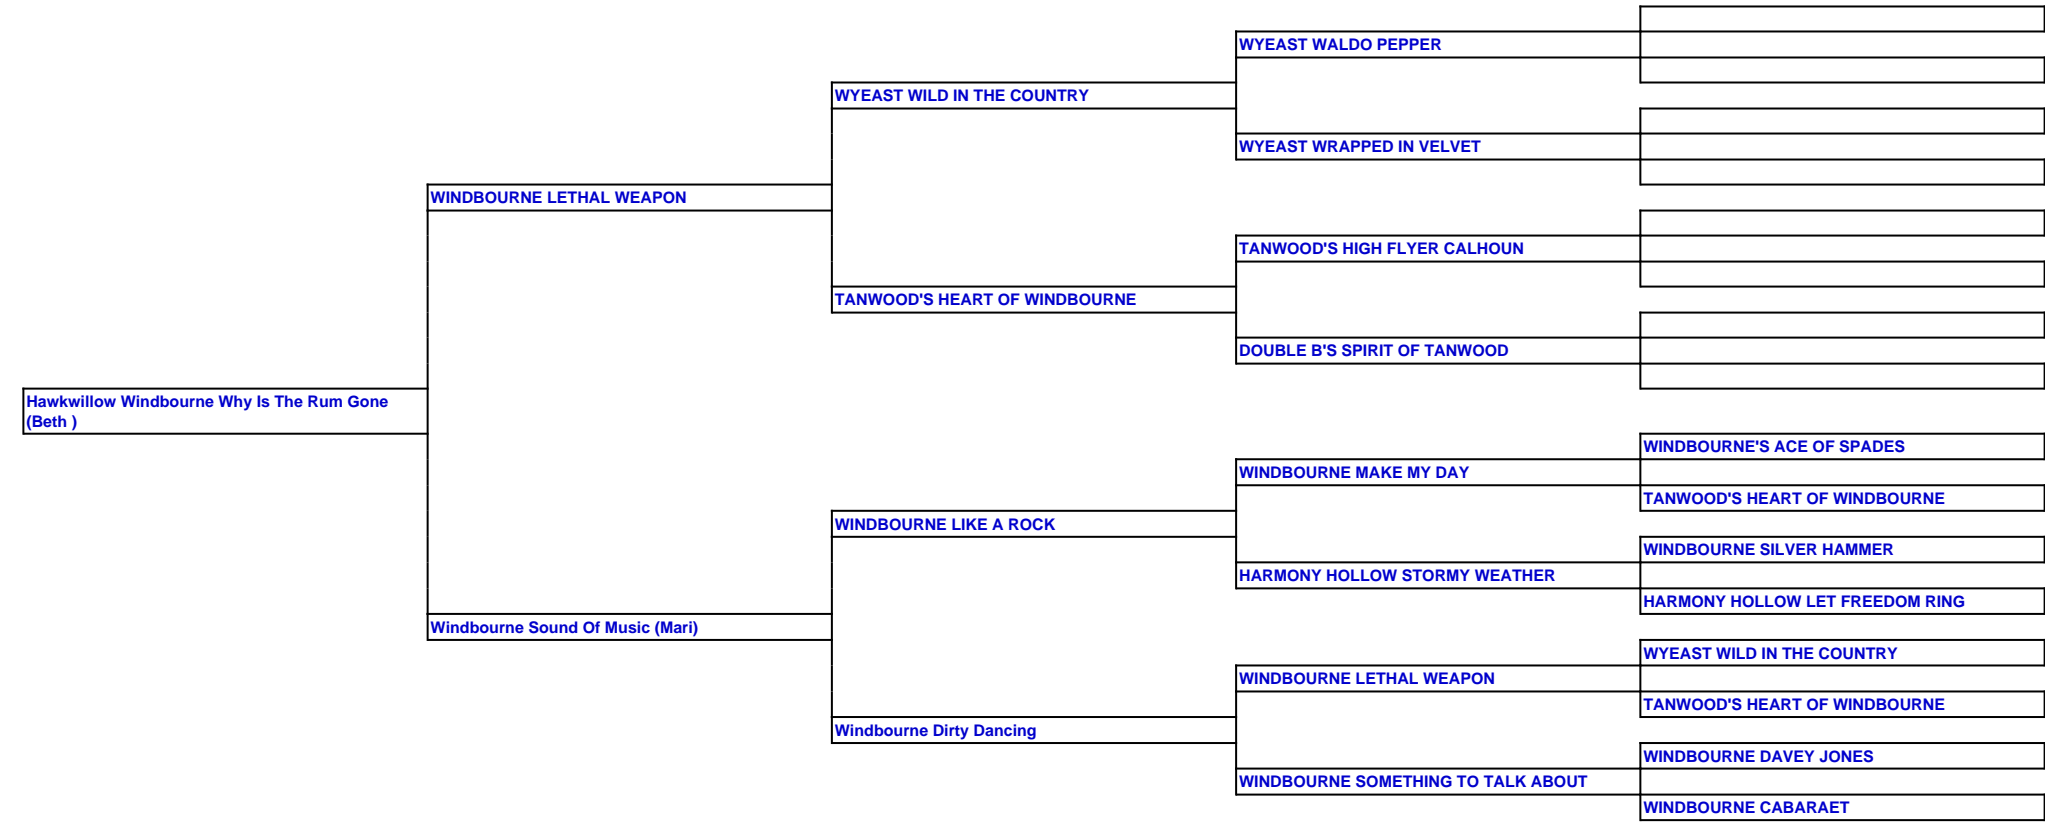 WYEAST WALDO PEPPER
WYEAST WILD IN THE COUNTRY
WYEAST WRAPPED IN VELVET
WINDBOURNE LETHAL WEAPON
TANWOOD'S HIGH FLYER CALHOUN
TANWOOD'S HEART OF WINDBOURNE
DOUBLE B'S SPIRIT OF TANWOOD
Hawkwillow Windbourne Why Is The Rum Gone
(Beth )
WINDBOURNE'S ACE OF SPADES
WINDBOURNE MAKE MY DAY
TANWOOD'S HEART OF WINDBOURNE
WINDBOURNE LIKE A ROCK
WINDBOURNE SILVER HAMMER
HARMONY HOLLOW STORMY WEATHER
HARMONY HOLLOW LET FREEDOM RING
Windbourne Sound Of Music (Mari)
WYEAST WILD IN THE COUNTRY
WINDBOURNE LETHAL WEAPON
TANWOOD'S HEART OF WINDBOURNE
Windbourne Dirty Dancing
WINDBOURNE DAVEY JONES
WINDBOURNE SOMETHING TO TALK ABOUT
WINDBOURNE CABARAET